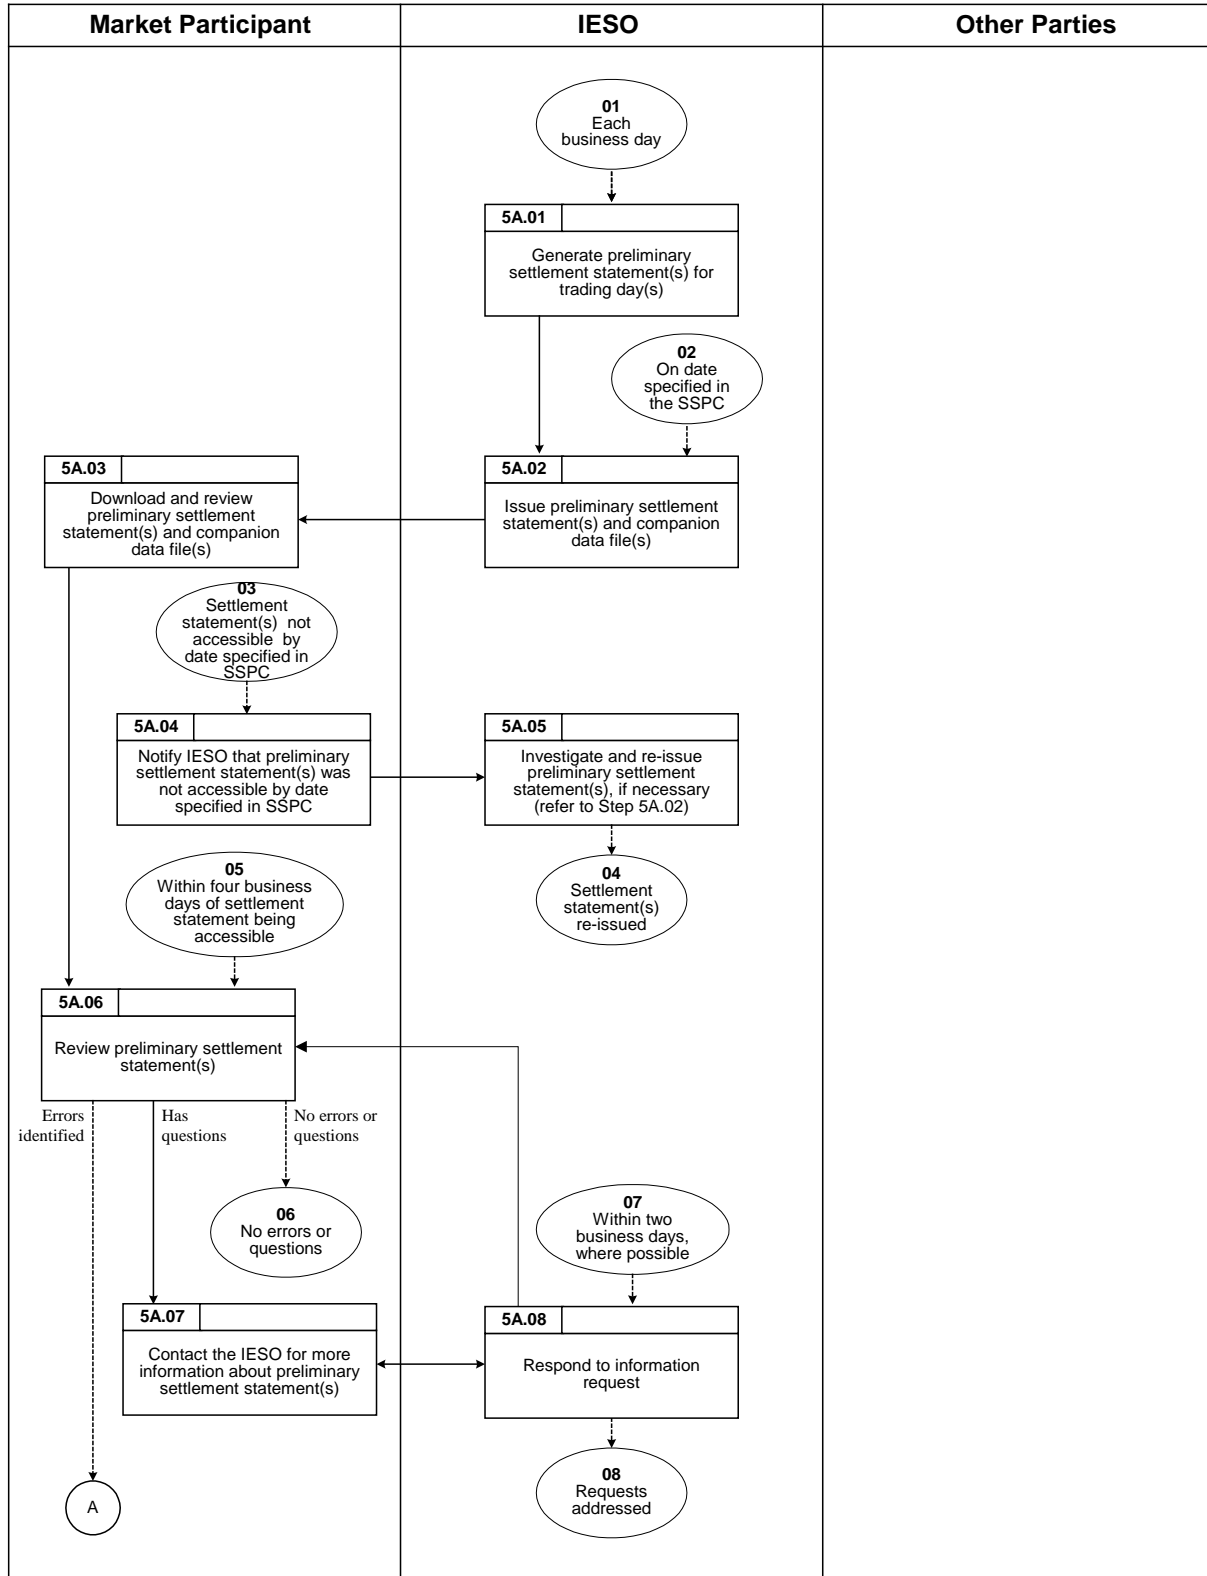 Market Participant
IESO
Other Parties
01
Each
business day
5A.01
Generate preliminary
settlement statement(s) for
trading day(s)
02
On date
specified in
the SSPC
5A.03
Download and review
preliminary settlement
statement(s) and companion
data file(s)
5A.02
Issue preliminary settlement
statement(s) and companion
data file(s)
03
Settlement
statement(s) not
accessible by
date specified in
SSPC
5A.04
Notify IESO that preliminary
settlement statement(s) was
not accessible by date
specified in SSPC
5A.05
Investigate and re-issue
preliminary settlement
statement(s), if necessary
(refer to Step 5A.02)
04
Settlement
statement(s)
re-issued
05
Within four business
days of settlement
statement being
accessible
5A.06
Review preliminary settlement
statement(s)
Errors
identified
Has
questions
No errors or
questions
06
No errors or
questions
07
Within two
business days,
where possible
5A.07
Contact the IESO for more
information about preliminary
settlement statement(s)
5A.08
Respond to information
request
08
Requests
addressed
A